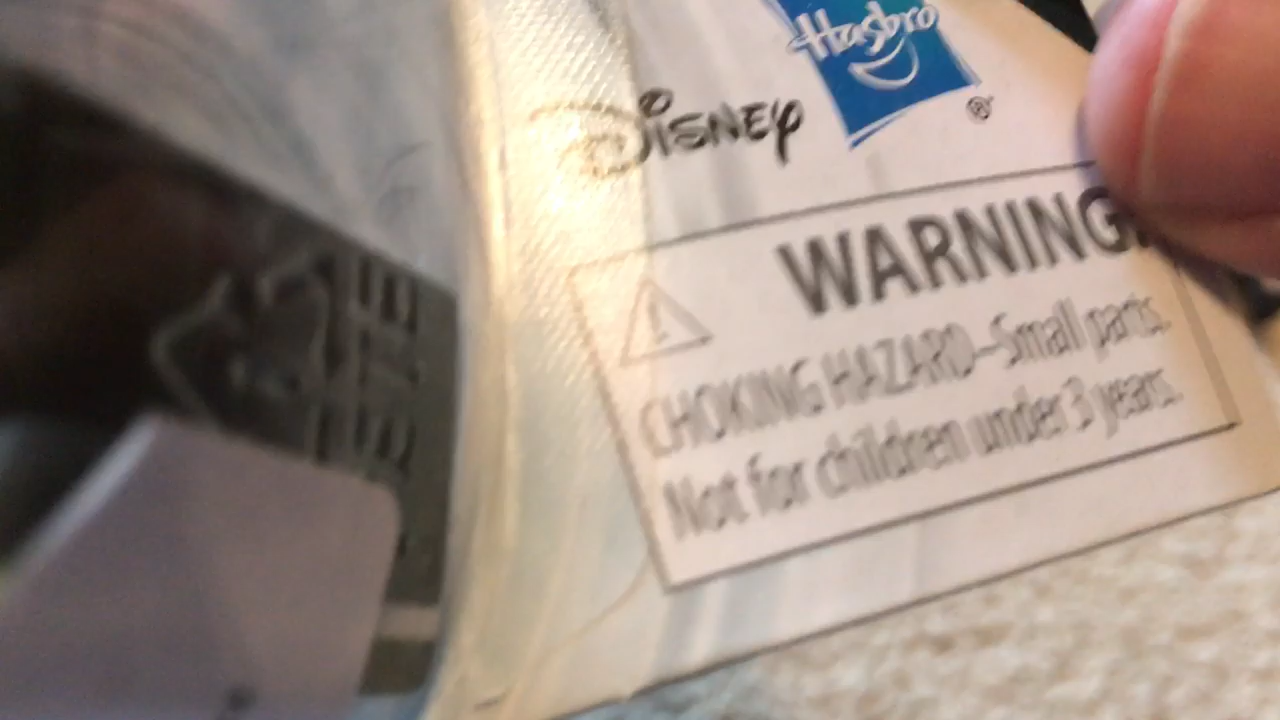 Hasbro
®
Disney
WARNING:
CHOKING HAZARD–Small parts.
Not for children under 3 years.